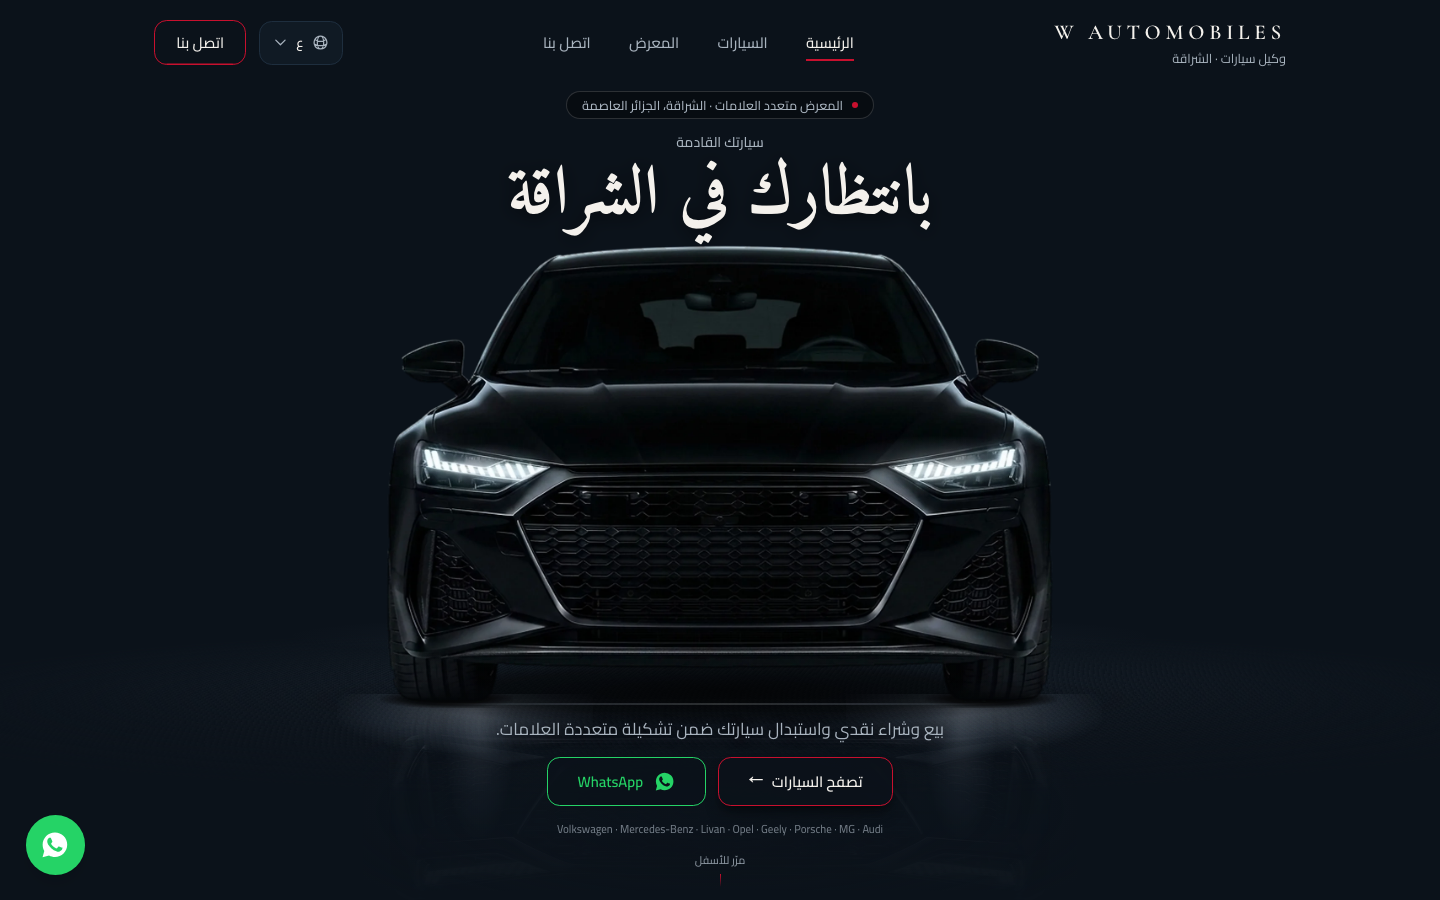 W AUTOMOBILES
وكيل سيارات · الشراقة
الرئيسية
السيارات
المعرض
اتصل بنا
ع
اتصل بنا
المعرض متعدد العلامات · الشراقة، الجزائر العاصمة
سيارتك القادمة
بانتظارك في الشراقة
بيع وشراء نقدي واستبدال سيارتك ضمن تشكيلة متعددة العلامات.
تصفح السيارات ←
WhatsApp
Volkswagen · Mercedes-Benz · Livan · Opel · Geely · Porsche · MG · Audi
مرّر للأسفل